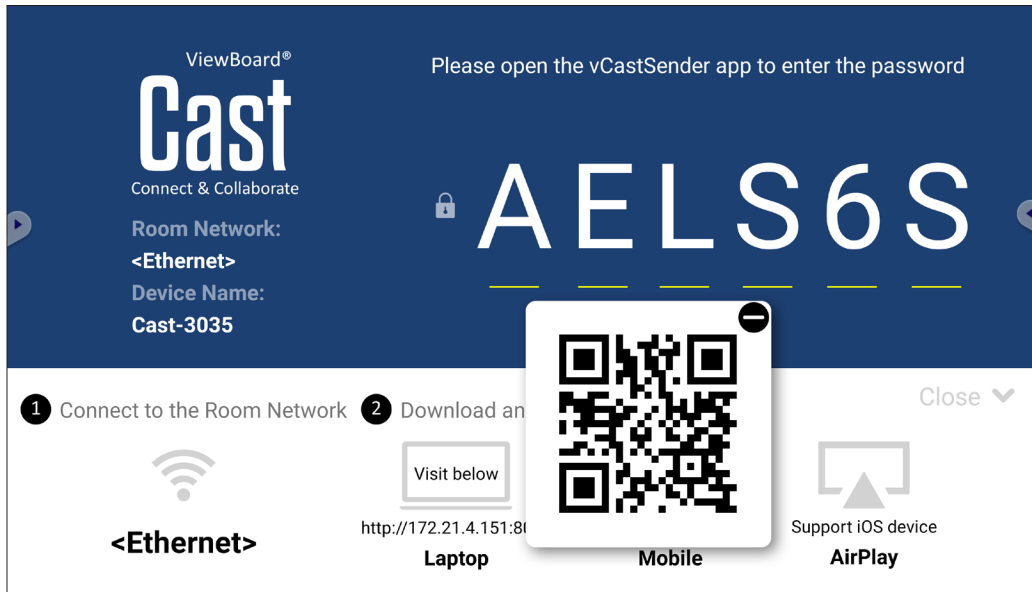 ViewBoard®
Cast
Connect & Collaborate
Room Network:
<Ethernet>
Device Name:
Cast-3035
Please open the vCastSender app to enter the password
AELS6S
1 Connect to the Room Network
<Ethernet>
2 Download an
Visit below
http://172.21.4.151:80
Laptop
Mobile
Close
Support iOS device
AirPlay